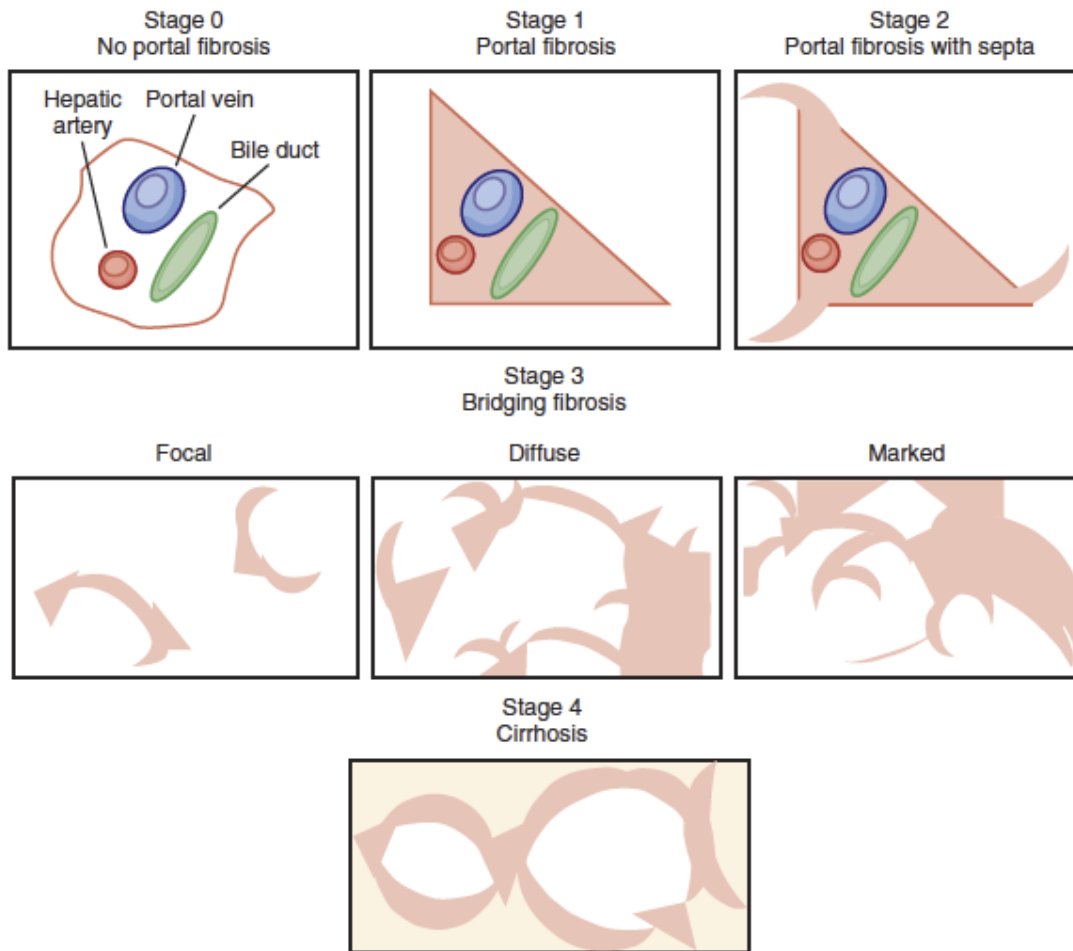 Stage 0
No portal fibrosis
Stage 1
Portal fibrosis
Stage 2
Portal fibrosis with septa
Hepatic
artery
Portal vein
Bile duct
Stage 3
Bridging fibrosis
Focal
Diffuse
Marked
Stage 4
Cirrhosis